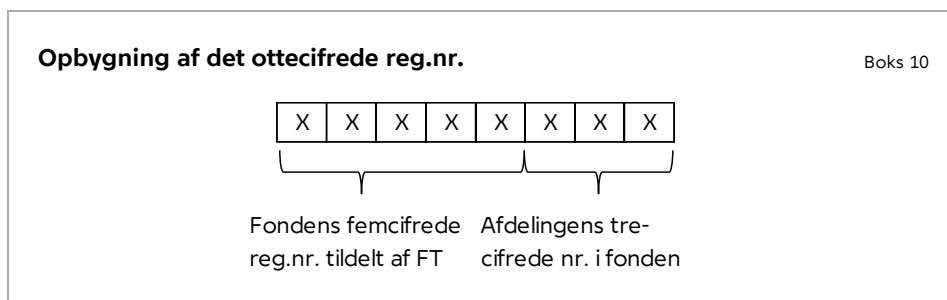 Opbygning af det ottecifrede reg.nr.
Boks 10
X X X X X X X X
Fondens femcifrede
reg.nr. tildelt af FT
Afdelingens tre-
cifrede nr. i fonden